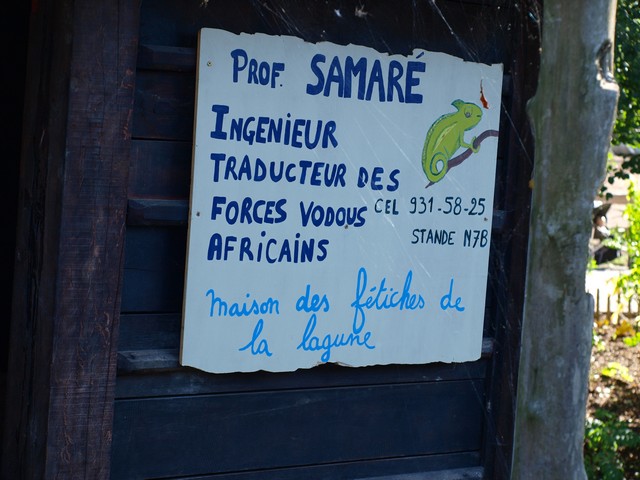 PROF. SAMARÉ
INGENIEUR
TRADUCTEUR DES
FORCES VODOUS
CEL 931-58-25
AFRICAINS
STANDE N7B
maison des fétiches de
la lagune